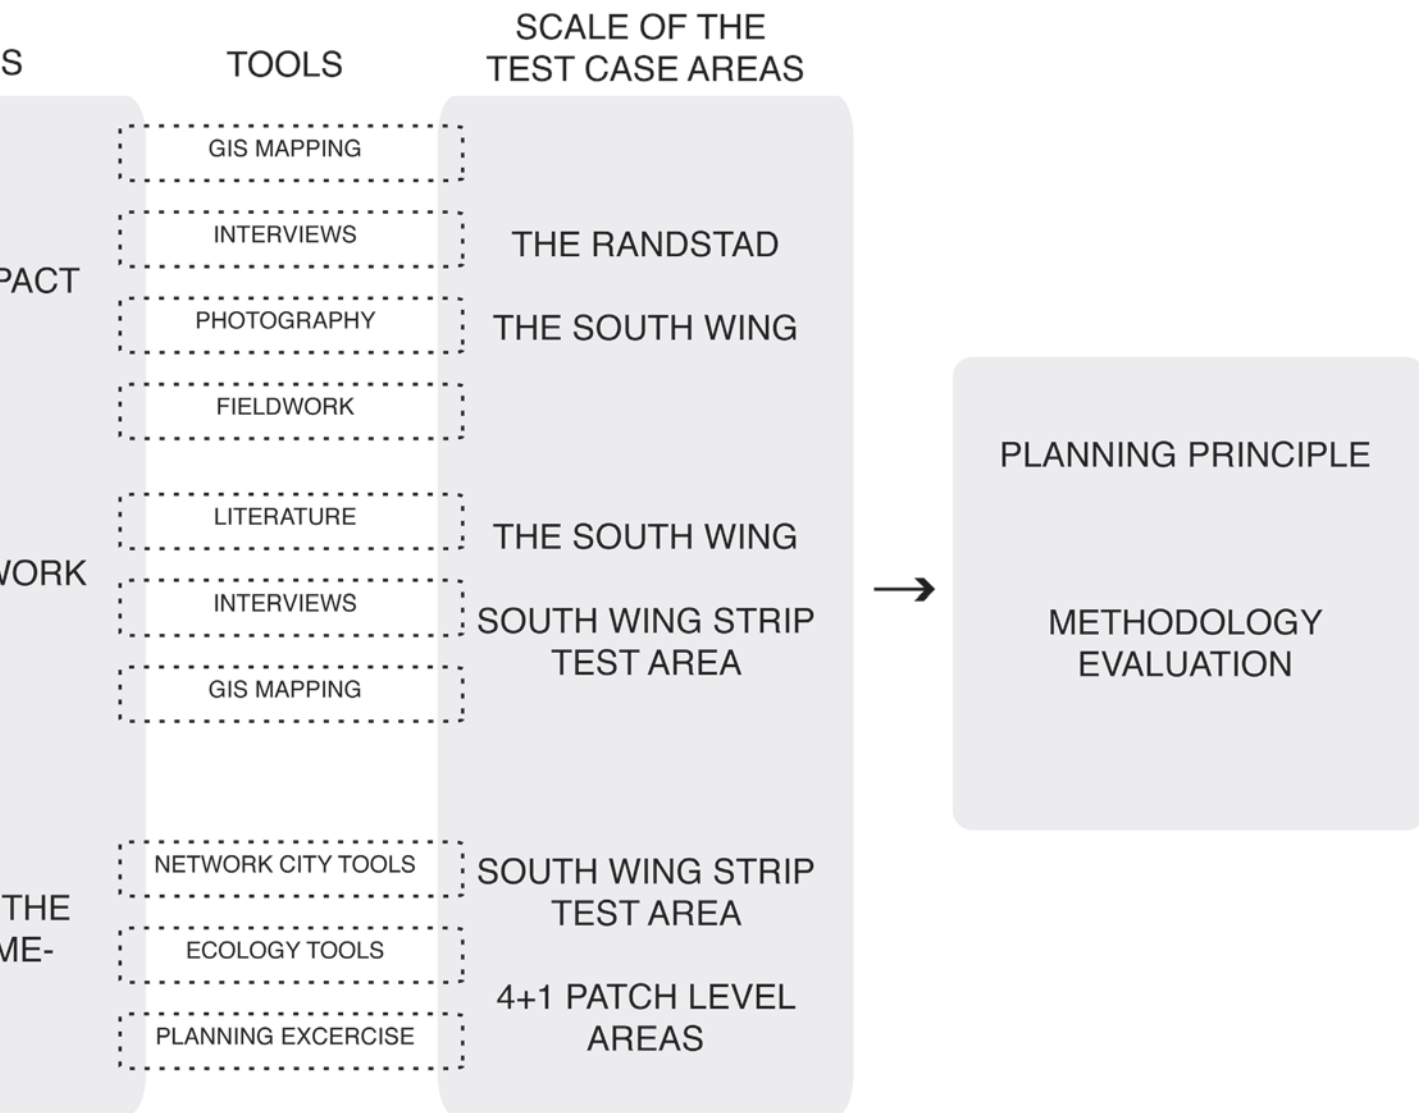 S
TOOLS
SCALE OF THE
TEST CASE AREAS
PACT
GIS MAPPING
INTERVIEWS
PHOTOGRAPHY
FIELDWORK
THE RANDSTAD
THE SOUTH WING
WORK
LITERATURE
INTERVIEWS
GIS MAPPING
THE SOUTH WING
SOUTH WING STRIP
TEST AREA
THE
ME-
NETWORK CITY TOOLS
ECOLOGY TOOLS
PLANNING EXCERCISE
SOUTH WING STRIP
TEST AREA
4+1 PATCH LEVEL
AREAS
→
PLANNING PRINCIPLE
METHODOLOGY
EVALUATION